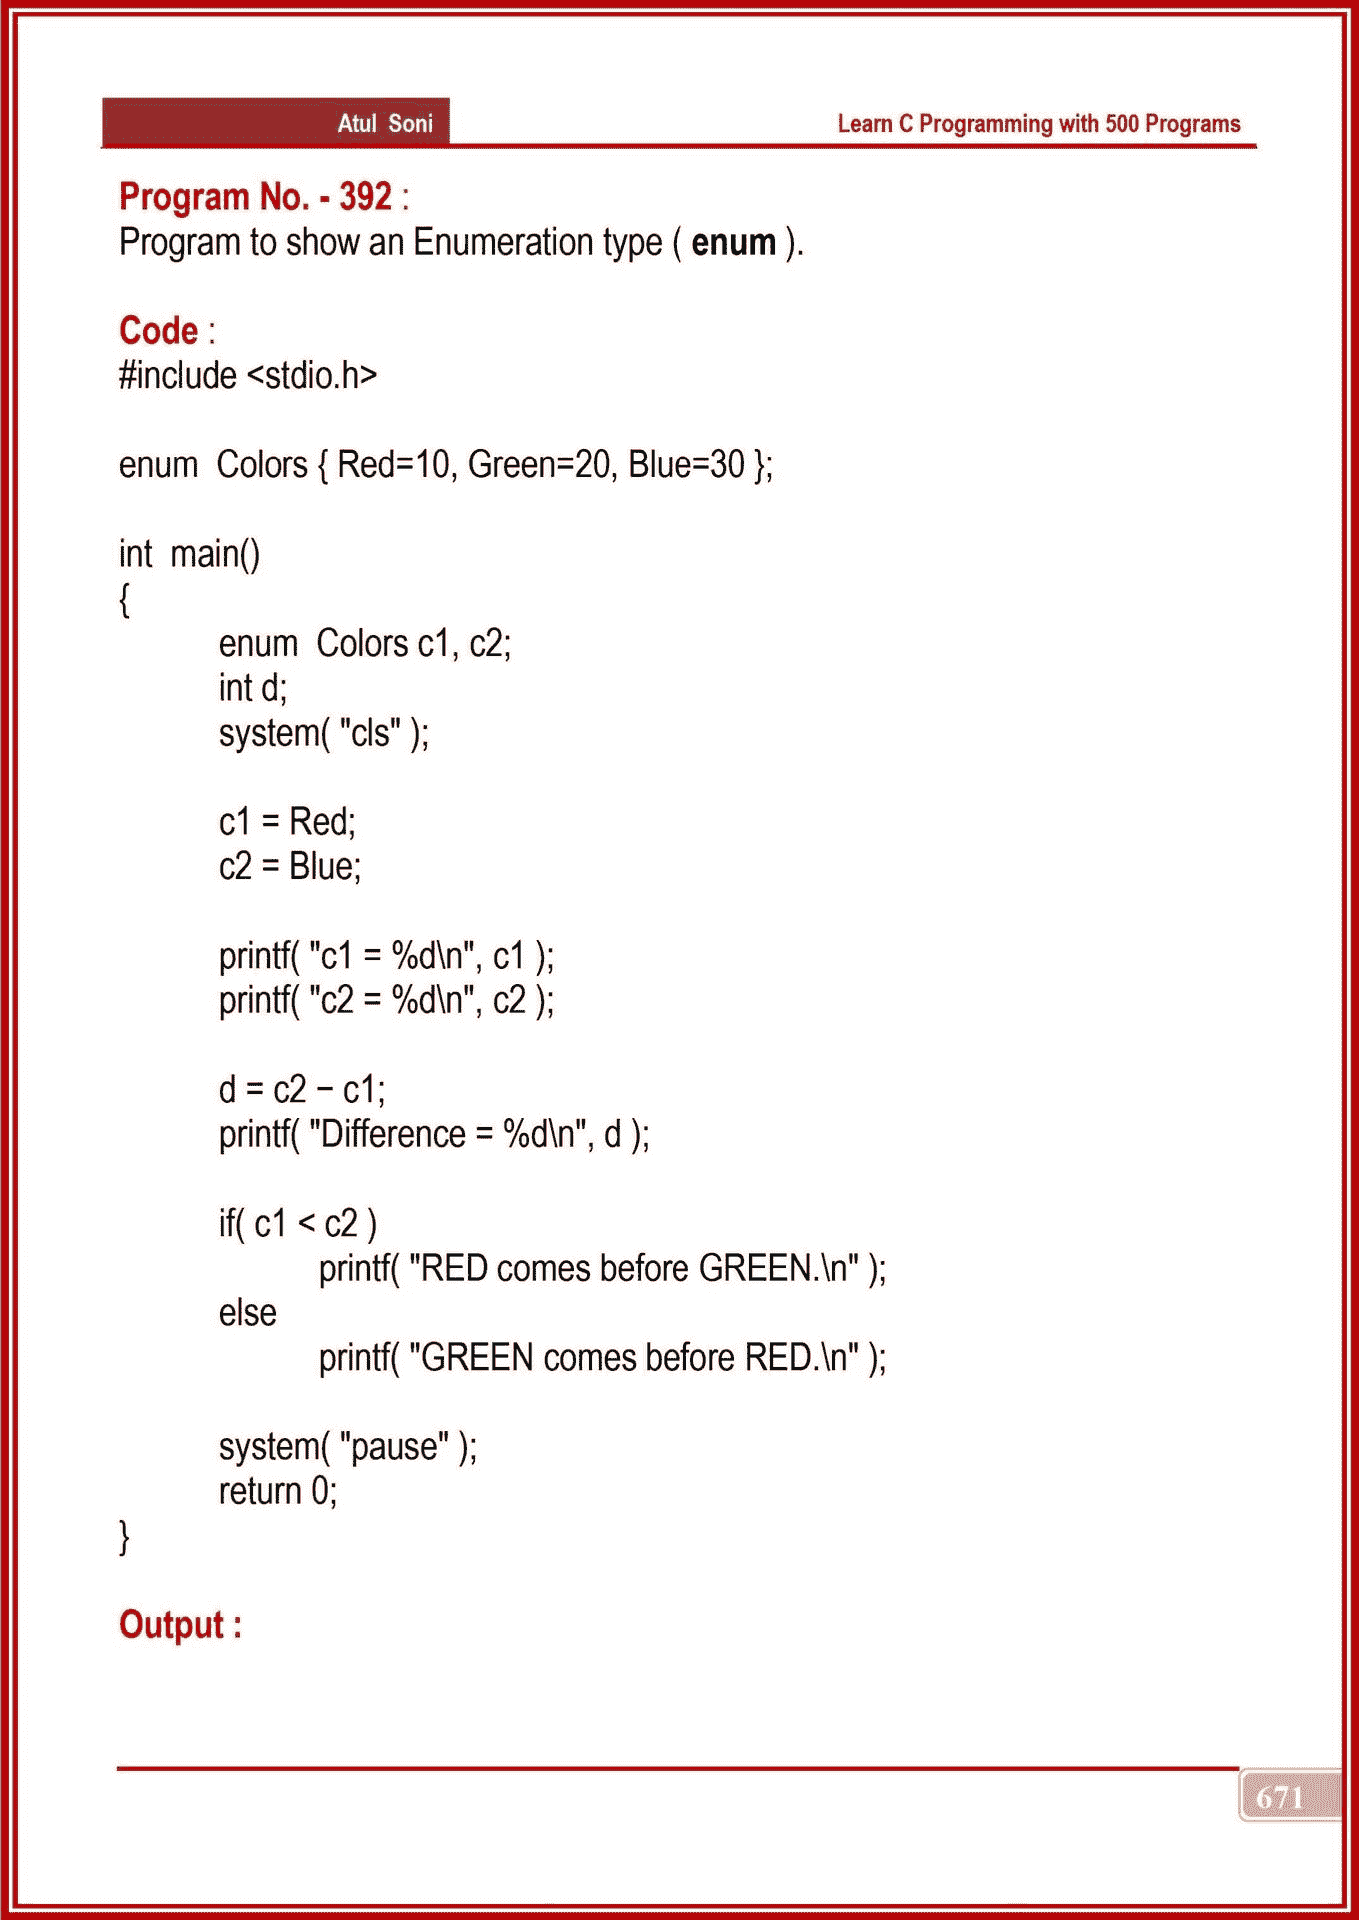 Atul Soni
Learn C Programming with 500 Programs
Program No. - 392 :
Program to show an Enumeration type ( enum ).
Code :
#include <stdio.h>
enum Colors { Red=10, Green=20, Blue=30 };
int main()
{
enum Colors c1, c2;
int d;
system( "cls" );
c1 = Red;
c2 = Blue;
printf( "c1 = %d\n", c1 );
printf( "c2 = %d\n", c2 );
d = c2 − c1;
printf( "Difference = %d\n", d );
if( c1 < c2 )
printf( "RED comes before GREEN.\n" );
else
printf( "GREEN comes before RED.\n" );
system( "pause" );
return 0;
}
Output :
671